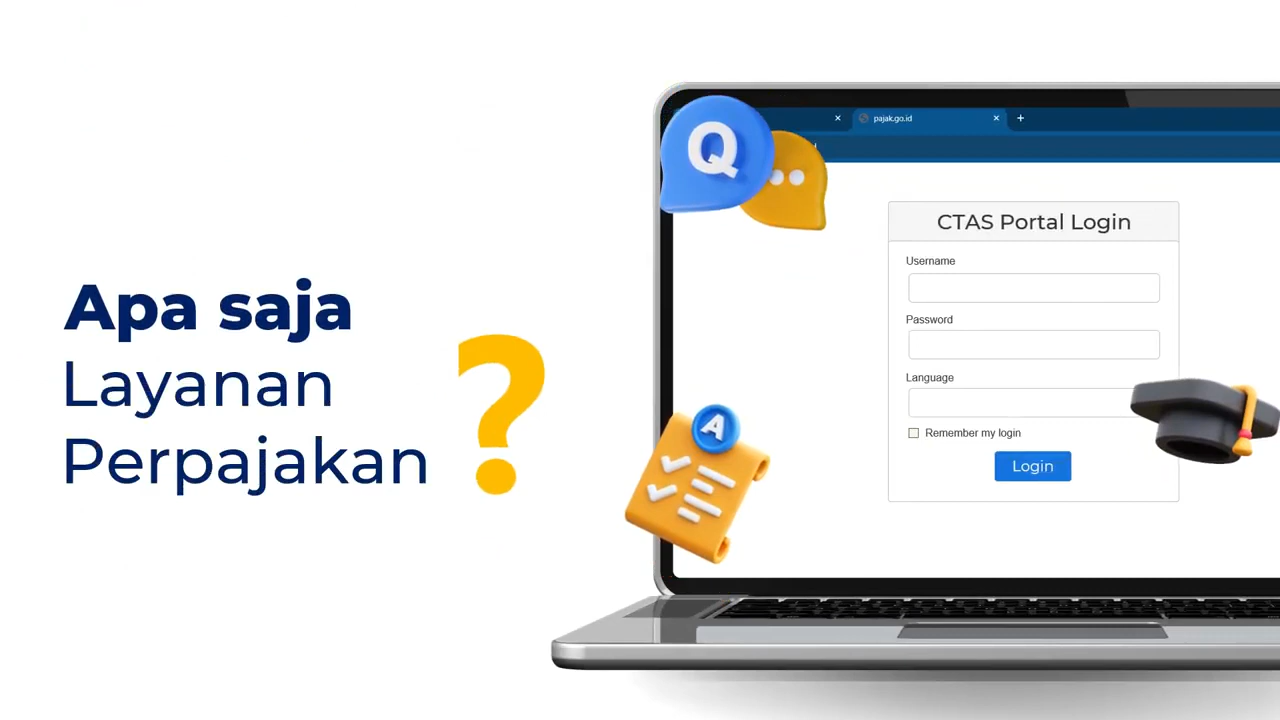 Apa saja
Layanan
Perpajakan
?
Q
A
pajak.go.id
CTAS Portal Login
Username
Password
Language
Remember my login
Login